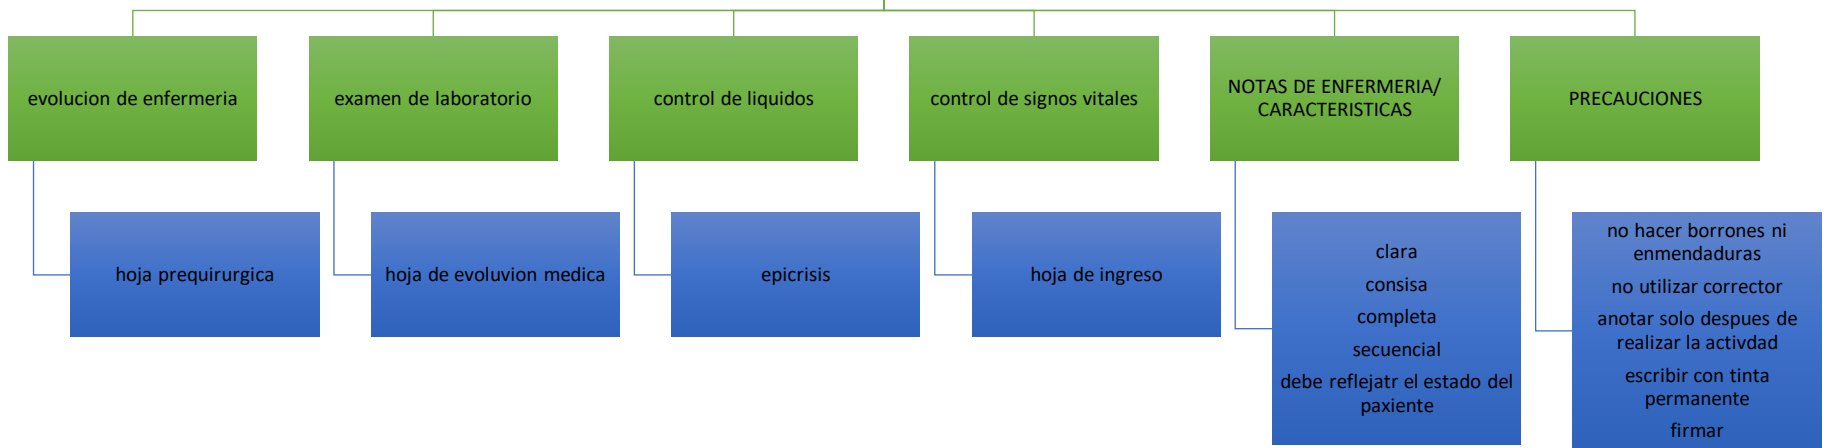 evolucion de enfermeria
examen de laboratorio
control de liquidos
control de signos vitales
NOTAS DE ENFERMERIA/
CARACTERISTICAS
PRECAUCIONES
hoja prequirurgica
hoja de evoluvion medica
epicrisis
hoja de ingreso
clara
consisa
completa
secuencial
debe reflejatr el estado del
paxiente
no hacer borrones ni
enmendaduras
no utilizar corrector
anotar solo despues de
realizar la activdad
escribir con tinta
permanente
firmar